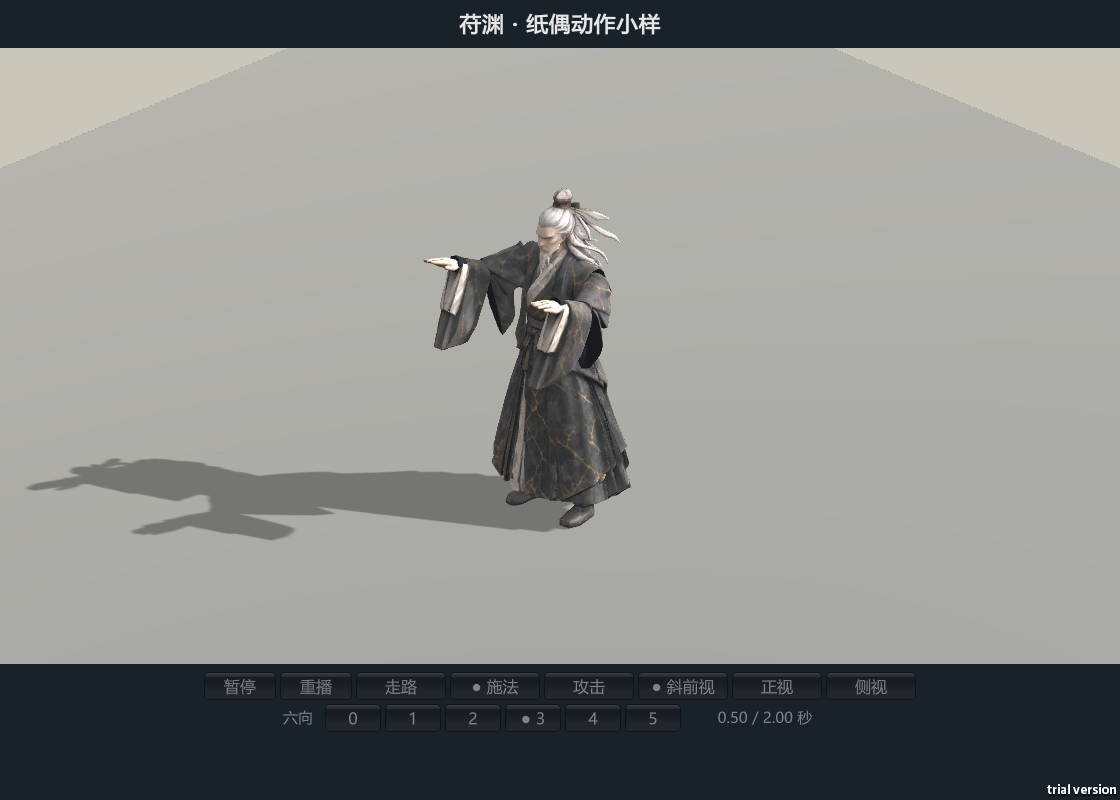 苻渊 · 纸偶动作小样
暂停 重播 走路 ● 施法 攻击 ● 斜前视 正视 侧视
六向 0 1 2 ● 3 4 5 0.50 / 2.00 秒
trial version